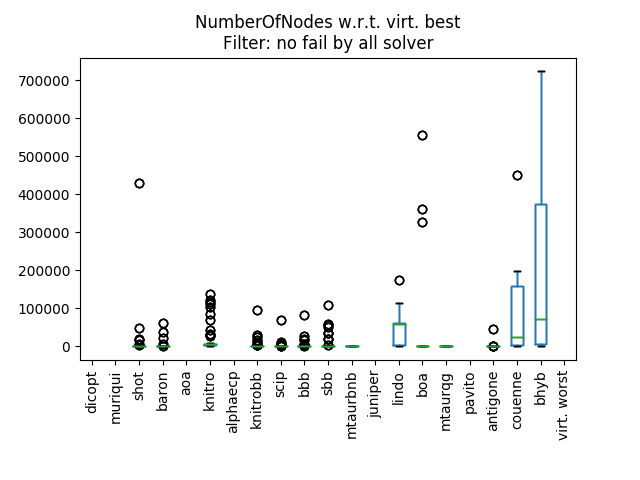 NumberOfNodes w.r.t. virt. best
Filter: no fail by all solver
700000
600000
500000
400000
300000
200000
100000
0
dicopt
muriqui
shot
baron
aoa
knitro
alphaecp
knitrobb
scip
bbb
sbb
mtaurbnb
juniper
lindo
boa
mtaurqg
pavito
antigone
couenne
bhyb
virt. worst